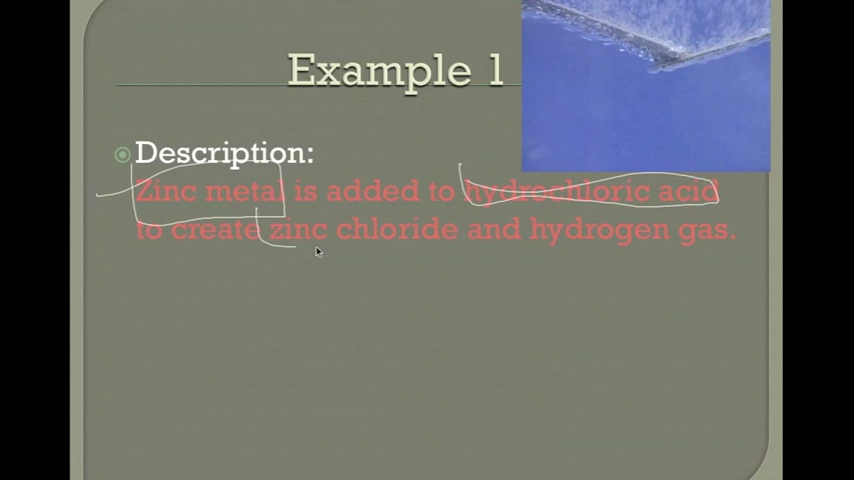 Example 1
Description:
Zinc metal is added to hydrochloric acid
to create zinc chloride and hydrogen gas.